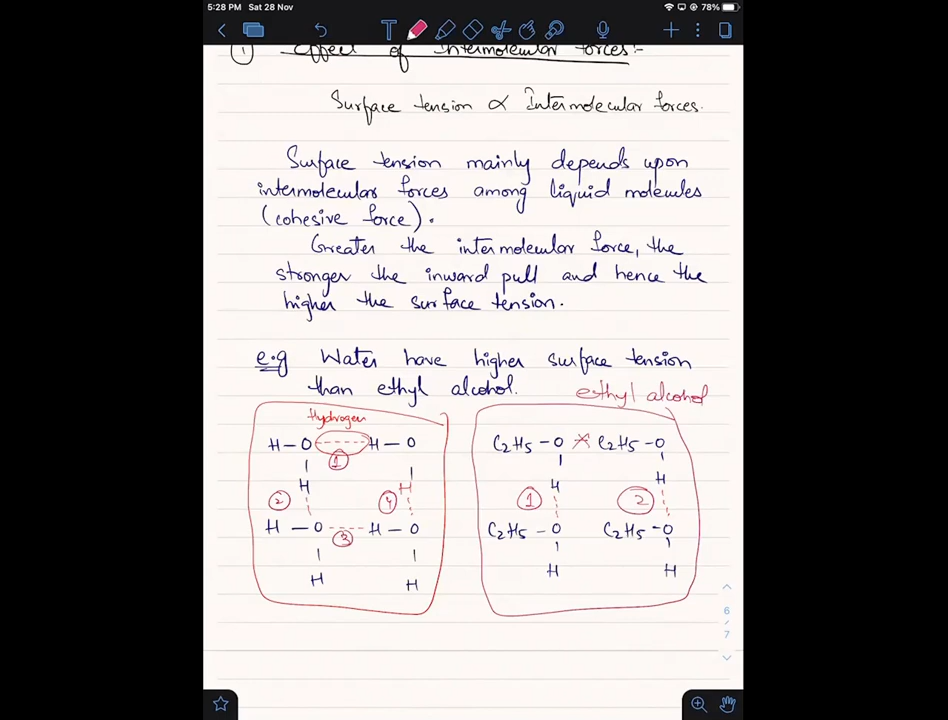 5:28 PM Sat 28 Nov 78%
① Effect of Intermolecular forces:-
Surface tension ∝ Intermolecular forces.
Surface tension mainly depends upon
intermolecular forces among liquid molecules
(cohesive force).
Greater the intermolecular force, the
stronger the inward pull and hence the
higher the surface tension.
e.g Water have higher surface tension
than ethyl alcohol. ethyl alcohol
Hydrogen
H-O-----H-O C2H5-O × C2H5-O
①
H H H H
② ④ ① ②
H-O----H-O C2H5-O C2H5-O
③
H H H H
6
/
7